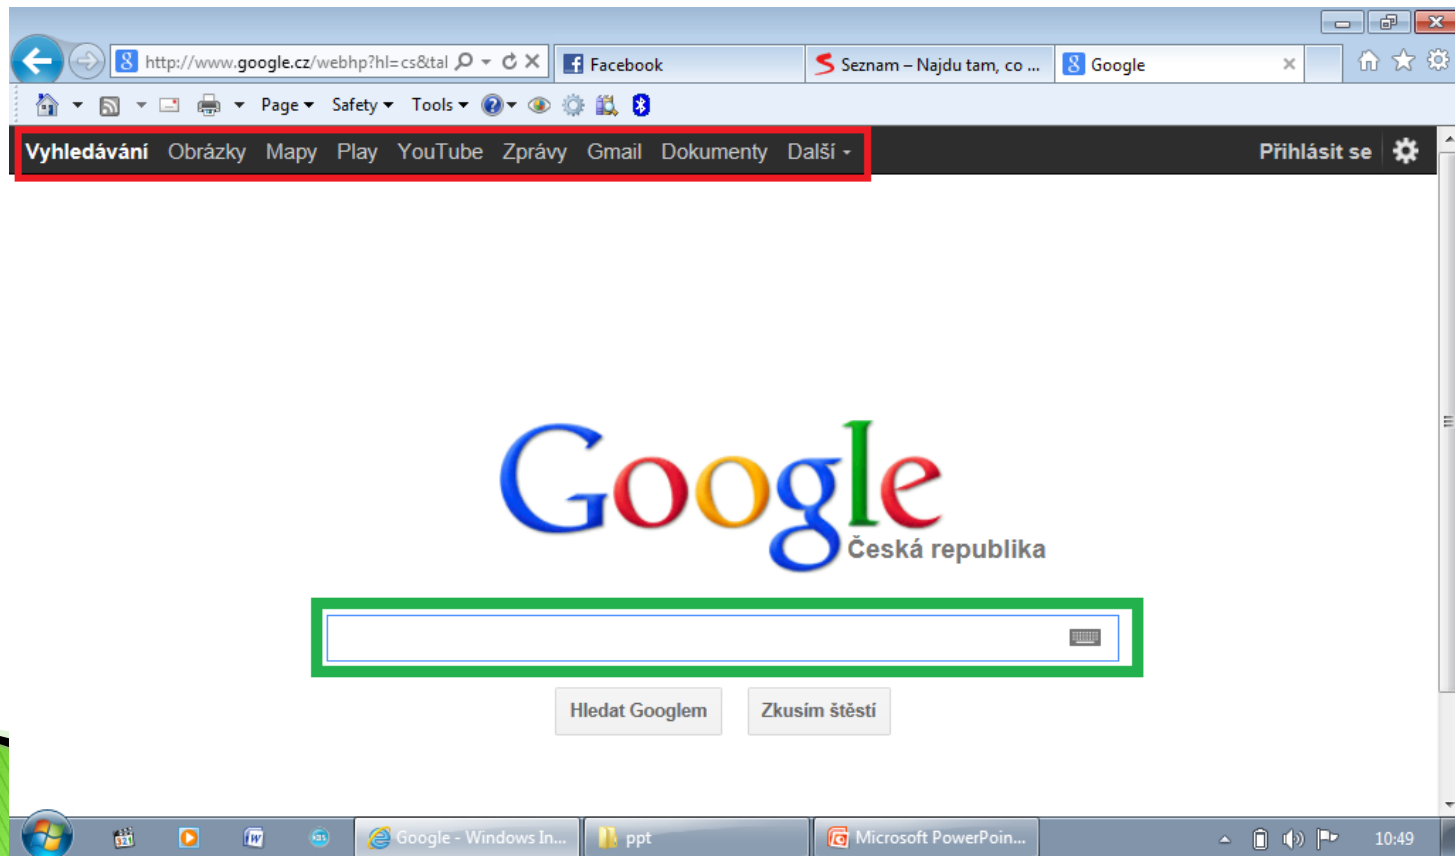 http://www.google.cz/webhp?hl=cs&tal
Facebook
Seznam – Najdu tam, co ...
Google
Page Safety Tools
Vyhledávání Obrázky Mapy Play YouTube Zprávy Gmail Dokumenty Další
Přihlásit se
Google
Česká republika
Hledat Googlem
Zkusím štěstí
Google - Windows In...
ppt
Microsoft PowerPoin...
10:49